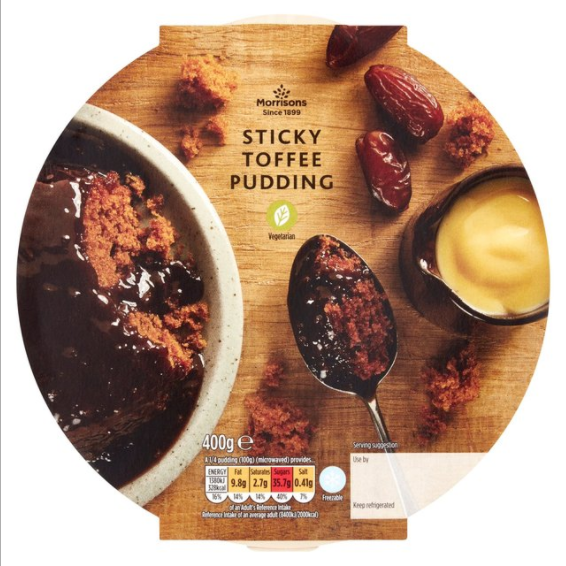 Morrisons
Since 1899
STICKY
TOFFEE
PUDDING
Vegetarian
400g ℮
A 1/4 pudding (100g) (microwaved) provides...
ENERGY Fat Saturates Sugars Salt
1380kJ 9.8g 2.7g 35.7g 0.41g
328kcal
16% 14% 14% 40% 7%
of an Adult's Reference Intake
Reference Intake of an average adult (8400kJ/2000kcal)
Freezable
Serving suggestion
Use by
Keep refrigerated